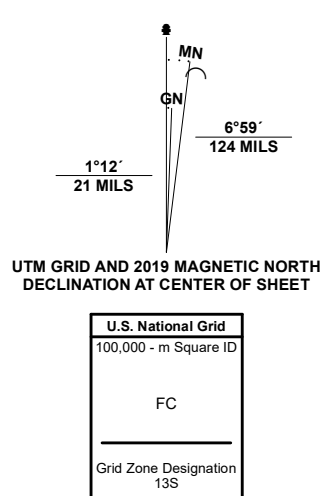 MN
GN
6°59´
124 MILS
1°12´
21 MILS
UTM GRID AND 2019 MAGNETIC NORTH
DECLINATION AT CENTER OF SHEET
U.S. National Grid
100,000 - m Square ID
FC
Grid Zone Designation
13S